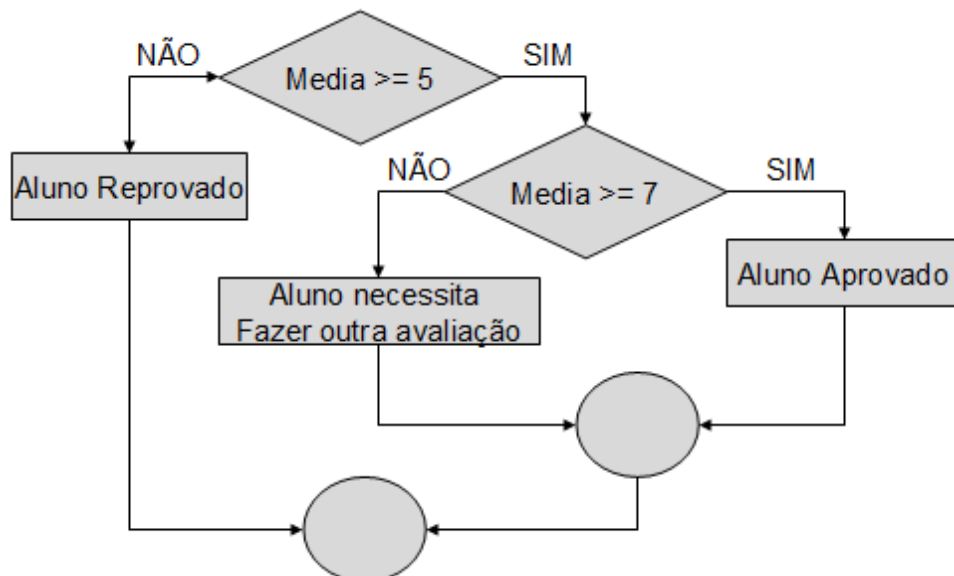 NÃO
SIM
Media >= 5
Aluno Reprovado
NÃO
SIM
Media >= 7
Aluno Aprovado
Aluno necessita
Fazer outra avaliação